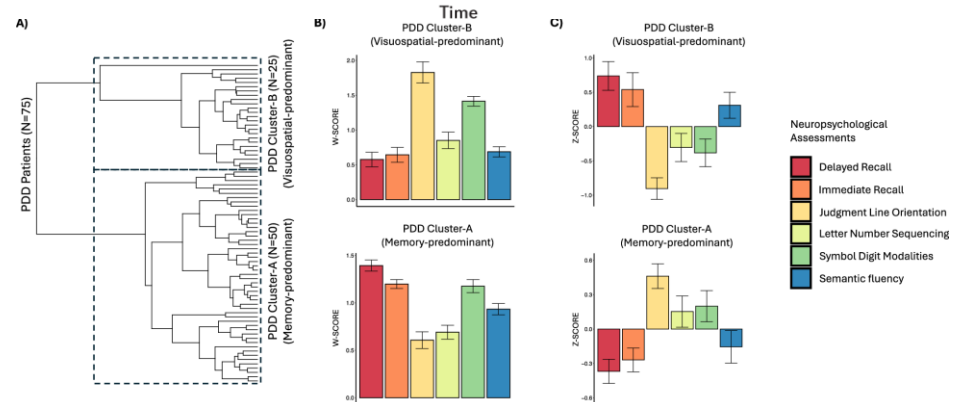 Time
A)
PDD Patients (N=75)
PDD Cluster-B (N=25)
(Visuospatial-predominant)
PDD Cluster-A (N=50)
(Memory-predominant)
B)
PDD Cluster-B
(Visuospatial-predominant)
W-SCORE
2.0
1.5
1.0
0.5
0.0
PDD Cluster-A
(Memory-predominant)
W-SCORE
1.5
1.0
0.5
0.0
C)
PDD Cluster-B
(Visuospatial-predominant)
Z-SCORE
1.0
0.5
0.0
−0.5
−1.0
PDD Cluster-A
(Memory-predominant)
Z-SCORE
0.6
0.3
0.0
−0.3
−0.6
Neuropsychological
Assessments
Delayed Recall
Immediate Recall
Judgment Line Orientation
Letter Number Sequencing
Symbol Digit Modalities
Semantic fluency